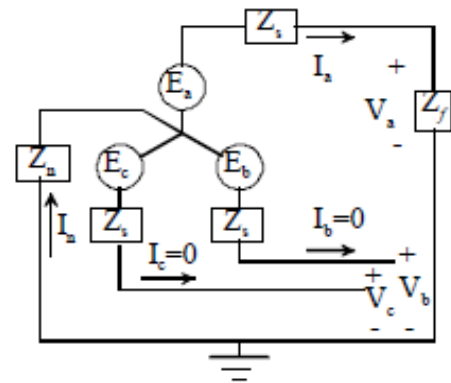 Z_s
I_a
E_a
+
V_a
-
Z_f
Z_n
I_n
E_c
E_b
Z_s
Z_s
I_b=0
I_c=0
+
+
V_c
V_b
-
-